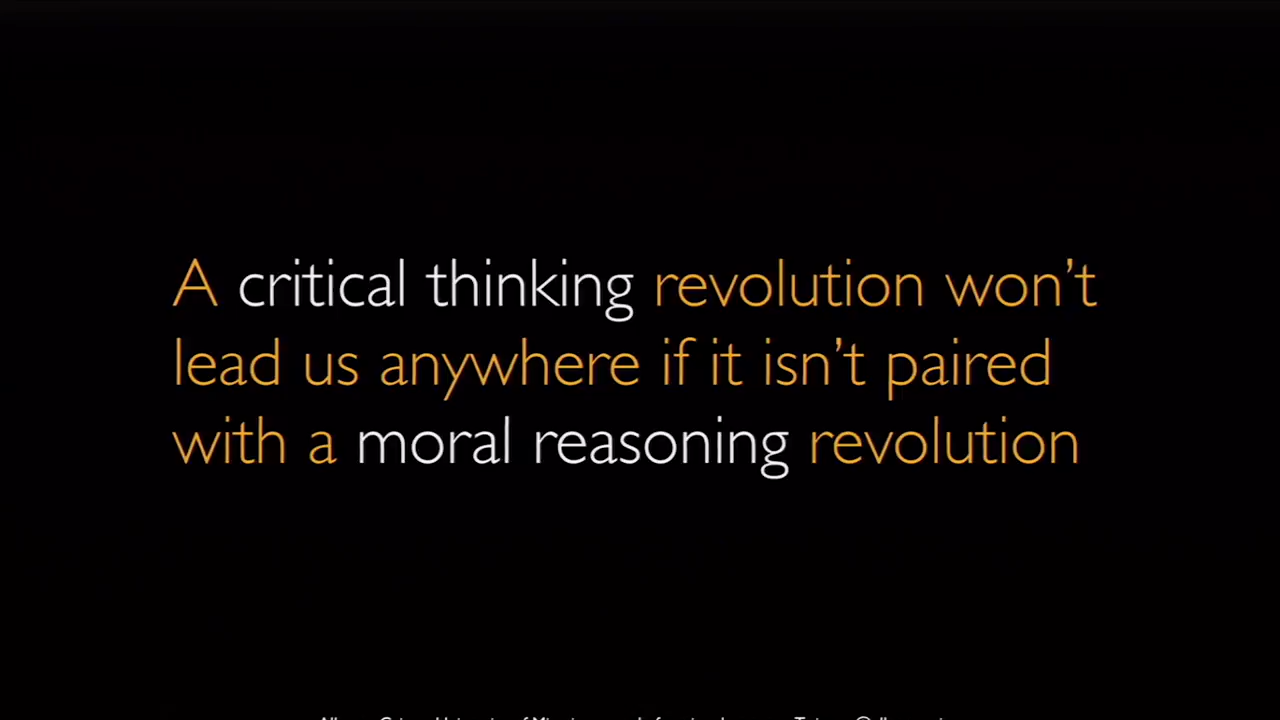 A critical thinking revolution won't
lead us anywhere if it isn't paired
with a moral reasoning revolution